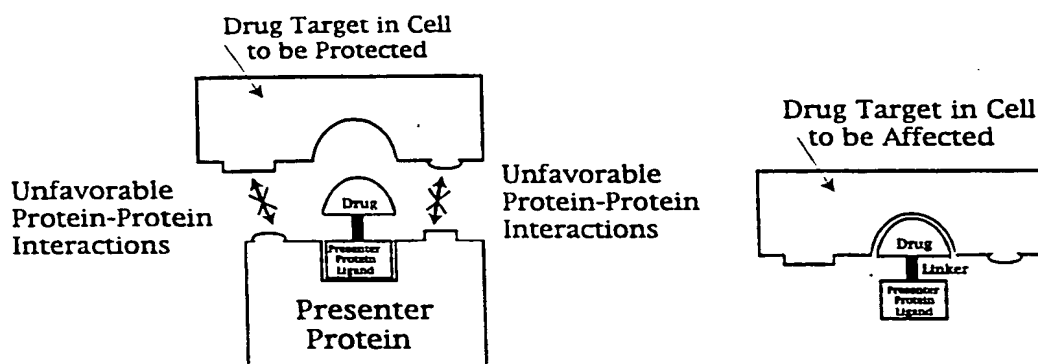 Drug Target in Cell
to be Protected
Unfavorable
Protein-Protein
Interactions
Drug
Unfavorable
Protein-Protein
Interactions
Presenter
Protein
Ligand
Presenter
Protein
Drug Target in Cell
to be Affected
Drug
Linker
Presenter
Protein
Ligand